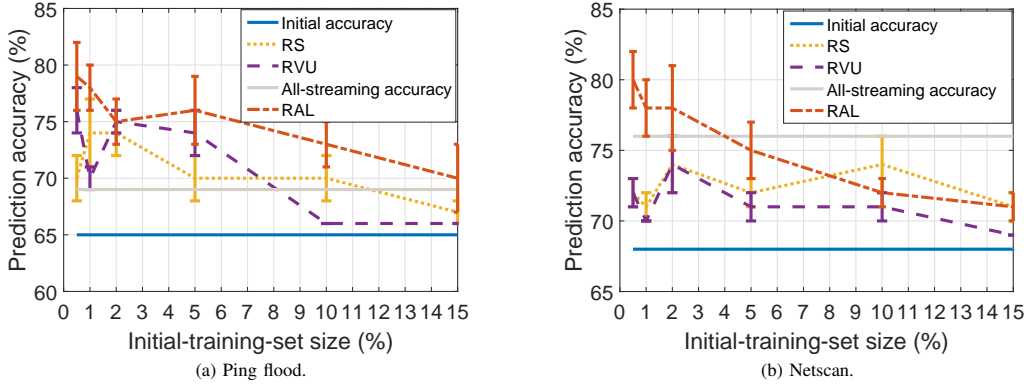 85
80
75
70
65
60
Prediction accuracy (%)
Initial accuracy
RS
RVU
All-streaming accuracy
RAL
0 1 2 3 4 5 6 7 8 9 10 11 12 13 14 15
Initial-training-set size (%)
(a) Ping flood.
85
80
75
70
65
Prediction accuracy (%)
Initial accuracy
RS
RVU
All-streaming accuracy
RAL
0 1 2 3 4 5 6 7 8 9 10 11 12 13 14 15
Initial-training-set size (%)
(b) Netscan.